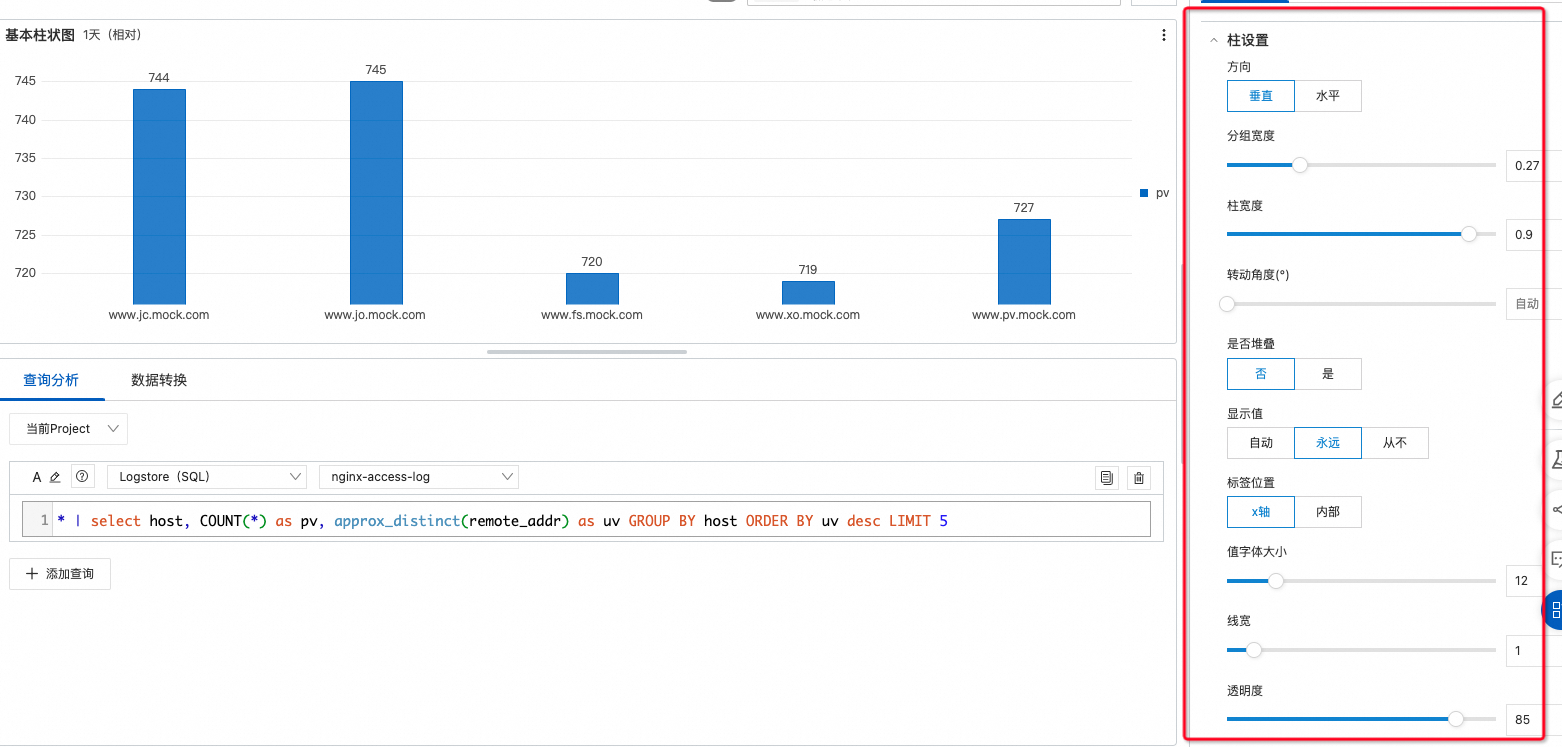 基本柱状图 1天（相对）
745
740
735
730
725
720
744
745
720
719
727
www.jc.mock.com
www.jo.mock.com
www.fs.mock.com
www.xo.mock.com
www.pv.mock.com
pv
查询分析
数据转换
当前Project
A
Logstore（SQL）
nginx-access-log
1
* | select host, COUNT(*) as pv, approx_distinct(remote_addr) as uv GROUP BY host ORDER BY uv desc LIMIT 5
添加查询
柱设置
方向
垂直
水平
分组宽度
0.27
柱宽度
0.9
转动角度(°)
自动
是否堆叠
否
是
显示值
自动
永远
从不
标签位置
x轴
内部
值字体大小
12
线宽
1
透明度
85